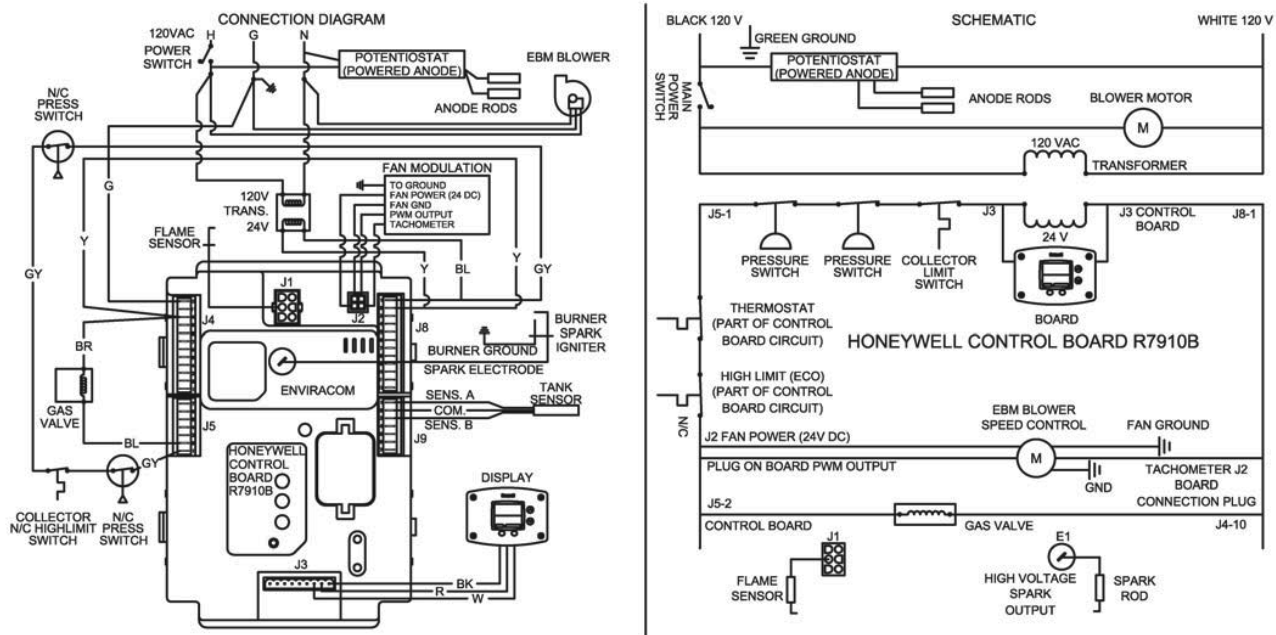 CONNECTION DIAGRAM
120VAC
H
G
N
POWER
SWITCH
POTENTIOSTAT
(POWERED ANODE)
EBM BLOWER
ANODE RODS
N/C
PRESS
SWITCH
G
FAN MODULATION
TO GROUND
FAN POWER (24 DC)
FAN GND
PWM OUTPUT
TACHOMETER
120V
TRANS.
24V
FLAME
SENSOR
Y
Y
BL
Y
GY
GY
J1
J2
J4
J8
BURNER
SPARK
IGNITER
BURNER GROUND
SPARK ELECTRODE
BR
ENVIRACOM
GAS
VALVE
SENS. A
COM.
SENS. B
TANK
SENSOR
J5
J9
BL
GY
HONEYWELL
CONTROL
BOARD
R7910B
DISPLAY
COLLECTOR
N/C HIGHLIMIT
SWITCH
N/C
PRESS
SWITCH
J3
BK
R
W
BLACK 120 V
SCHEMATIC
WHITE 120 V
GREEN GROUND
POTENTIOSTAT
(POWERED ANODE)
MAIN
POWER
SWITCH
ANODE RODS
BLOWER MOTOR
M
120 VAC
TRANSFORMER
J5-1
J3
J3 CONTROL
BOARD
J8-1
24 V
PRESSURE
SWITCH
PRESSURE
SWITCH
COLLECTOR
LIMIT
SWITCH
BOARD
THERMOSTAT
(PART OF CONTROL
BOARD CIRCUIT)
HONEYWELL CONTROL BOARD R7910B
HIGH LIMIT (ECO)
(PART OF CONTROL
BOARD CIRCUIT)
N/C
EBM BLOWER
SPEED CONTROL
FAN GROUND
J2 FAN POWER (24V DC)
M
PLUG ON BOARD PWM OUTPUT
GND
TACHOMETER J2
BOARD
CONNECTION PLUG
J5-2
CONTROL BOARD
GAS VALVE
J4-10
J1
E1
FLAME
SENSOR
HIGH VOLTAGE
SPARK
OUTPUT
SPARK
ROD